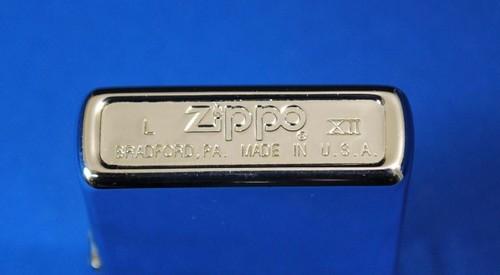 L Zippo® XII
BRADFORD, PA. MADE IN U.S.A.